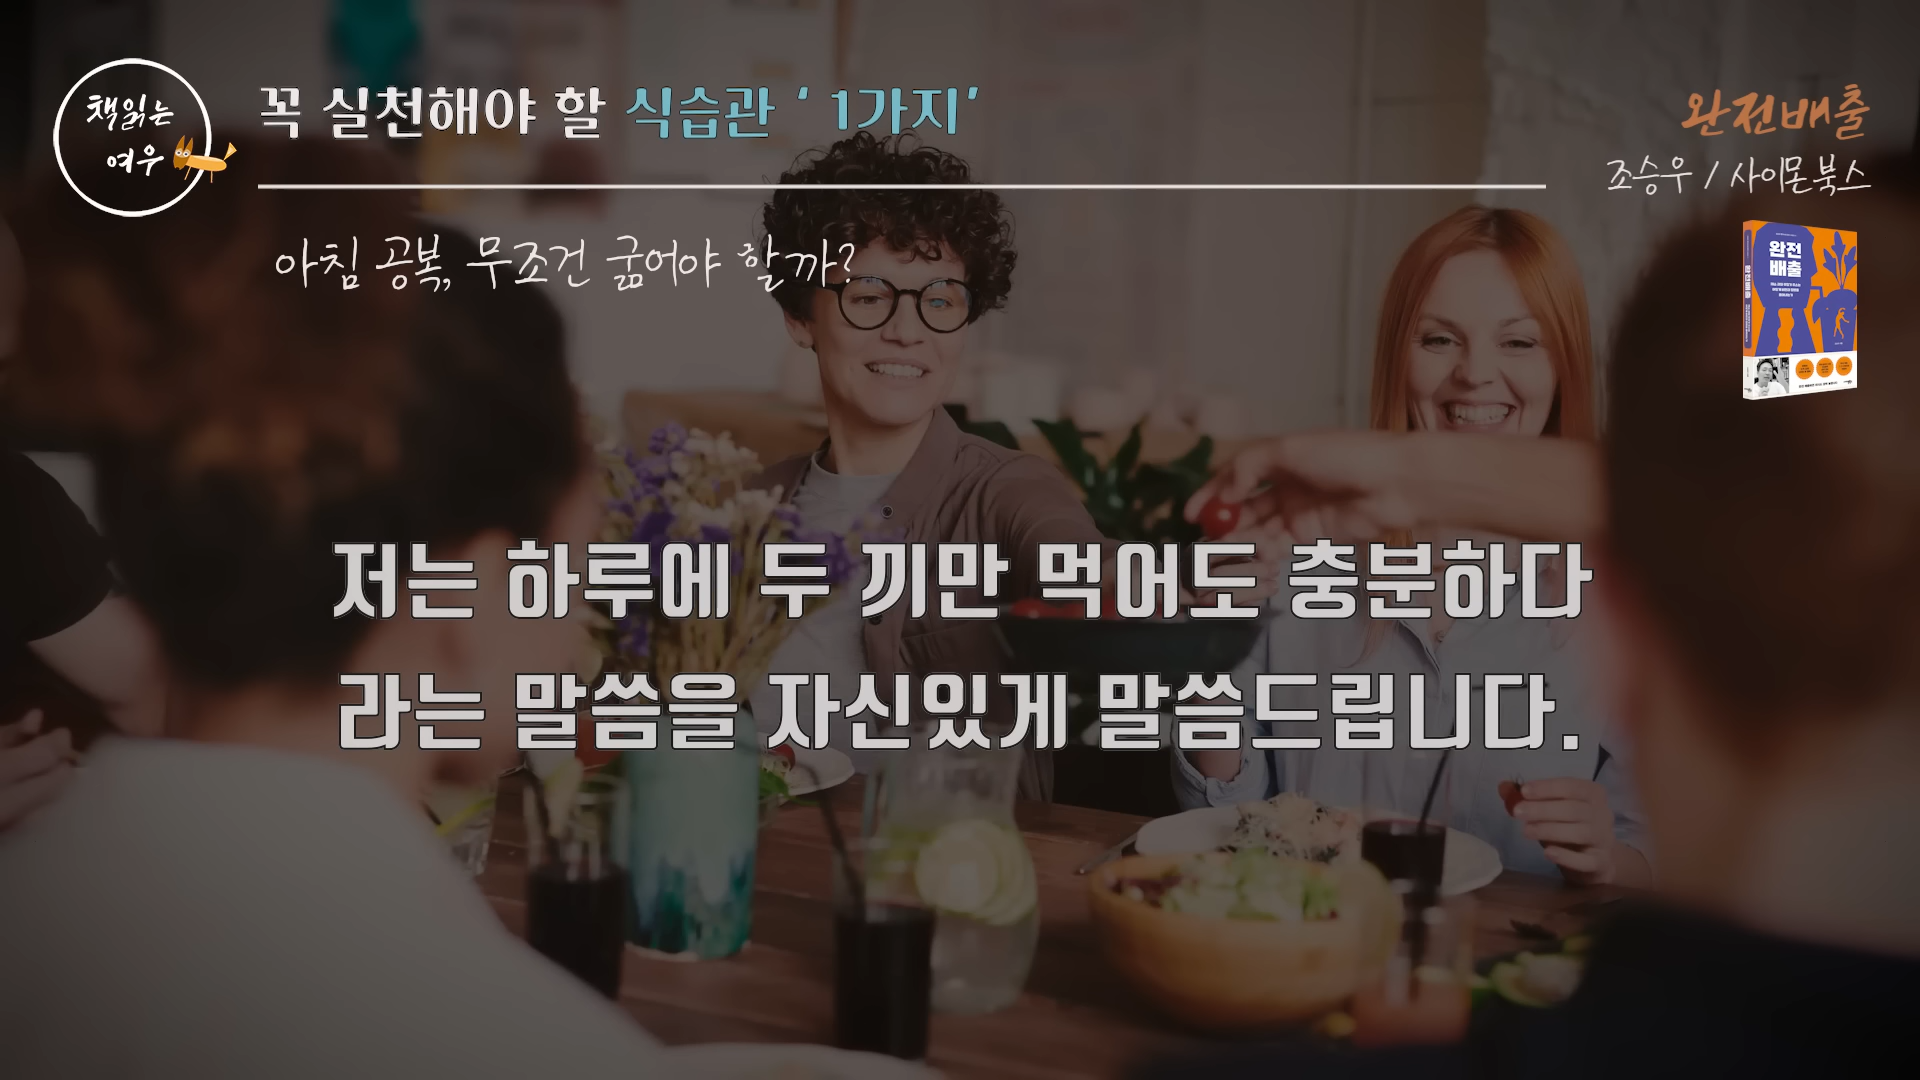 책읽는
여우
꼭 실천해야 할 식습관 ‘ 1가지’
완전배출
조승우 / 사이몬북스
아침 공복, 무조건 굶어야 할까?
완전
배출
저는 하루에 두 끼만 먹어도 충분하다
라는 말씀을 자신있게 말씀드립니다.